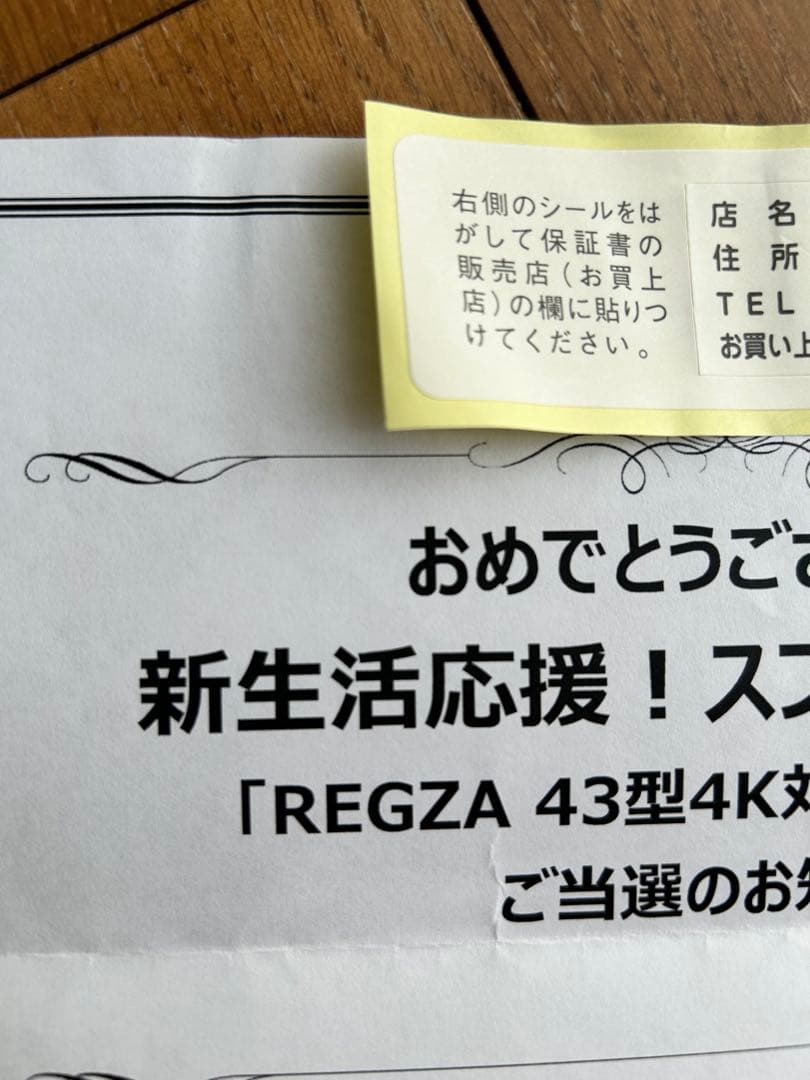 右側のシールをは
がして保証書の
販売店(お買上
店)の欄に貼りつ
けてください。
店 名
住 所
TEL
お買い上
おめでとうござ
新生活応援!ス
「REGZA 43型4K対
ご当選のお知